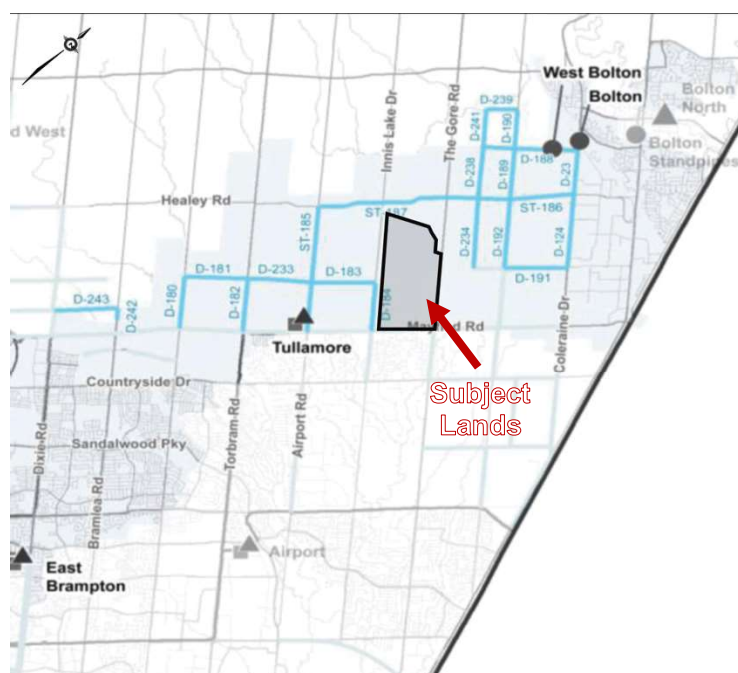 West Bolton
Bolton
Bolton
North
Bolton
Standpipes
d West
Innis Lake Dr
The Gore Rd
D-239
D-241
D-190
D-188
D-238
D-189
D-23
Healey Rd
ST-187
ST-186
ST-185
D-234
D-192
D-124
D-181
D-233
D-183
D-191
D-243
D-242
D-180
D-182
D-184
Tullamore
Coleraine Dr
Countryside Dr
Subject
Lands
Dixie Rd
Sandalwood Pky
Torbram Rd
Airport Rd
Bramlea Rd
Airport
East
Brampton